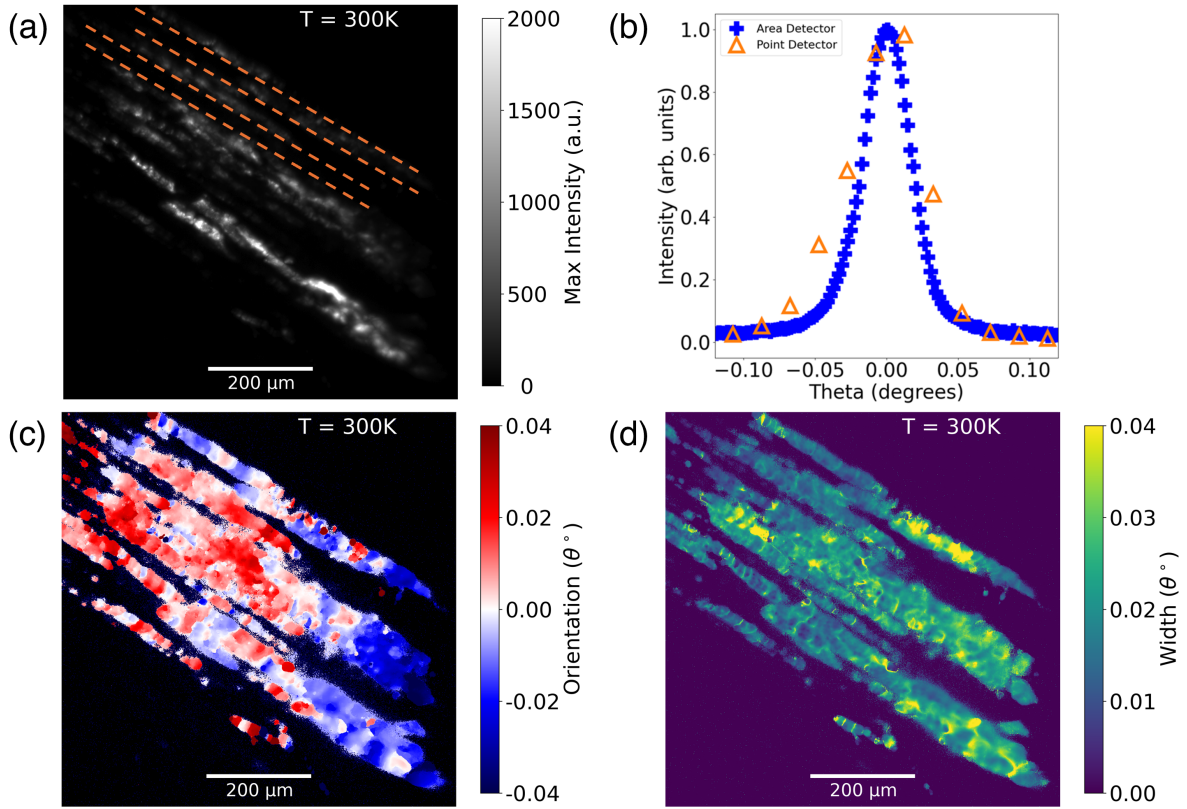 (a)
T = 300K
200 μm
2000
1500
1000
500
0
Max Intensity (a.u.)
(b)
Area Detector
Point Detector
1.0
0.8
0.6
0.4
0.2
0.0
Intensity (arb. units)
−0.10 −0.05 0.00 0.05 0.10
Theta (degrees)
(c)
T = 300K
200 μm
0.04
0.02
0.00
-0.02
-0.04
Orientation (θ°)
(d)
T = 300K
200 μm
0.04
0.03
0.02
0.01
0.00
Width (θ°)